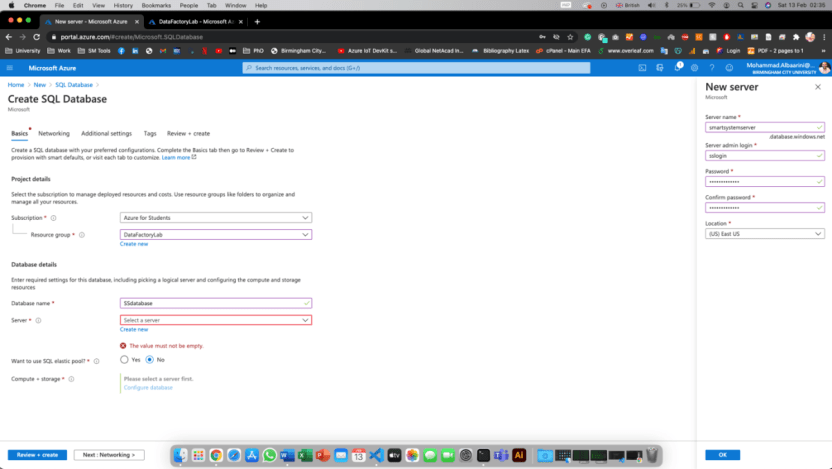 Chrome File Edit View History Bookmarks People Tab Window Help
British
25%
Sat 13 Feb 02:35
New server - Microsoft Azure
DataFactoryLab - Microsoft Az
portal.azure.com/#create/Microsoft.SQLDatabase
University Work SM Tools PhD Birmingham City... Azure IoT DevKit s... Global NetAcad in... Bibliography Latex cPanel - Main EFA www.overleaf.com Login PDF - 2 pages to 1
Microsoft Azure
Search resources, services, and docs (G+/)
1
Mohammad.Albaarini@...
BIRMINGHAM CITY UNIVERSITY
Home > New > SQL Database >
Create SQL Database
Microsoft
Basics Networking Additional settings Tags Review + create
Create a SQL database with your preferred configurations. Complete the Basics tab then go to Review + Create to
provision with smart defaults, or visit each tab to customize. Learn more
Project details
Select the subscription to manage deployed resources and costs. Use resource groups like folders to organize and
manage all your resources.
Subscription * Azure for Students
Resource group * DataFactoryLab
Create new
Database details
Enter required settings for this database, including picking a logical server and configuring the compute and storage
resources
Database name * SSdatabase
Server * Select a server
Create new
The value must not be empty.
Want to use SQL elastic pool? * Yes No
Compute + storage * Please select a server first.
Configure database
Review + create
Next : Networking >
New server
Microsoft
Server name *
smartsystemserver
.database.windows.net
Server admin login *
sslogin
Password *
Confirm password *
Location *
(US) East US
OK